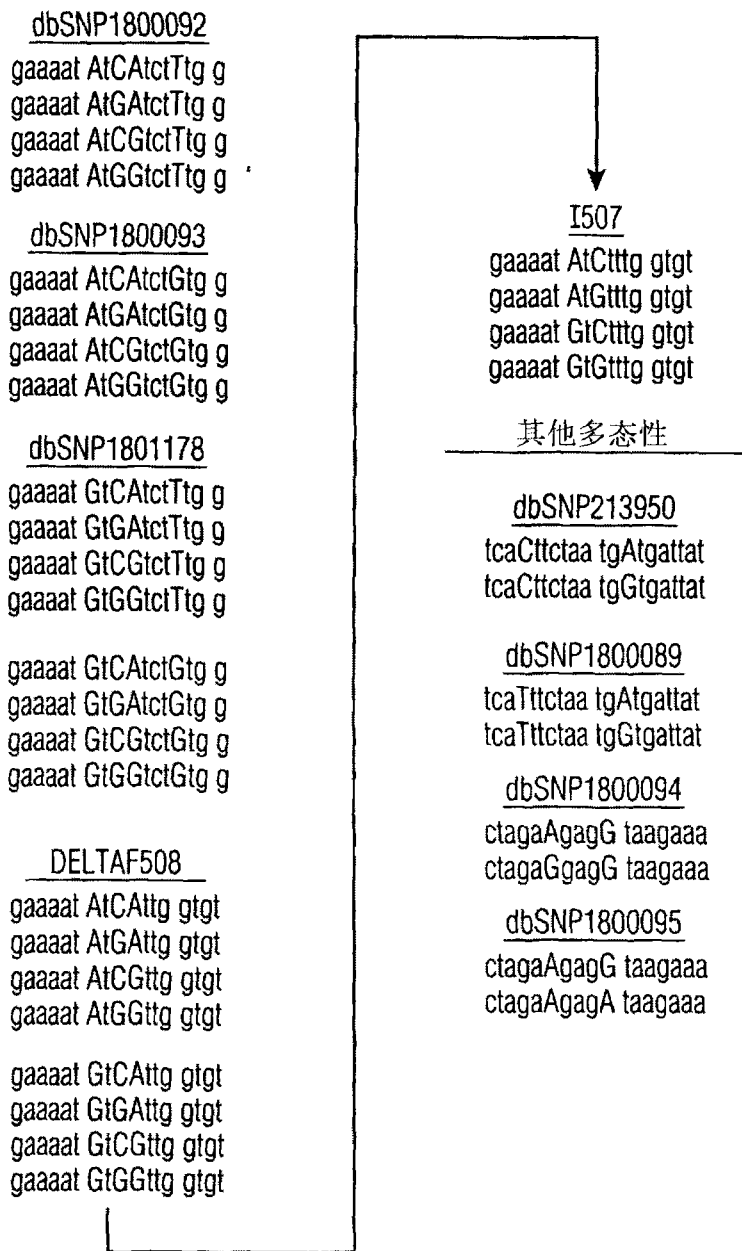 dbSNP1800092
gaaaat AtCAtctTtg g
gaaaat AtGAtctTtg g
gaaaat AtCGtctTtg g
gaaaat AtGGtctTtg g
dbSNP1800093
gaaaat AtCAtctGtg g
gaaaat AtGAtctGtg g
gaaaat AtCGtctGtg g
gaaaat AtGGtctGtg g
dbSNP1801178
gaaaat GtCAtctTtg g
gaaaat GtGAtctTtg g
gaaaat GtCGtctTtg g
gaaaat GtGGtctTtg g
gaaaat GtCAtctGtg g
gaaaat GtGAtctGtg g
gaaaat GtCGtctGtg g
gaaaat GtGGtctGtg g
DELTAF508
gaaaat AtCAttg gtgt
gaaaat AtGAttg gtgt
gaaaat AtCGttg gtgt
gaaaat AtGGttg gtgt
gaaaat GtCAttg gtgt
gaaaat GtGAttg gtgt
gaaaat GtCGttg gtgt
gaaaat GtGGttg gtgt
I507
gaaaat AtCtttg gtgt
gaaaat AtGtttg gtgt
gaaaat GtCtttg gtgt
gaaaat GtGtttg gtgt
其他多态性
dbSNP213950
tcaCttctaa tgAtgattat
tcaCttctaa tgGtgattat
dbSNP1800089
tcaTttctaa tgAtgattat
tcaTttctaa tgGtgattat
dbSNP1800094
ctagaAgagG taagaaa
ctagaGgagG taagaaa
dbSNP1800095
ctagaAgagG taagaaa
ctagaAgagA taagaaa